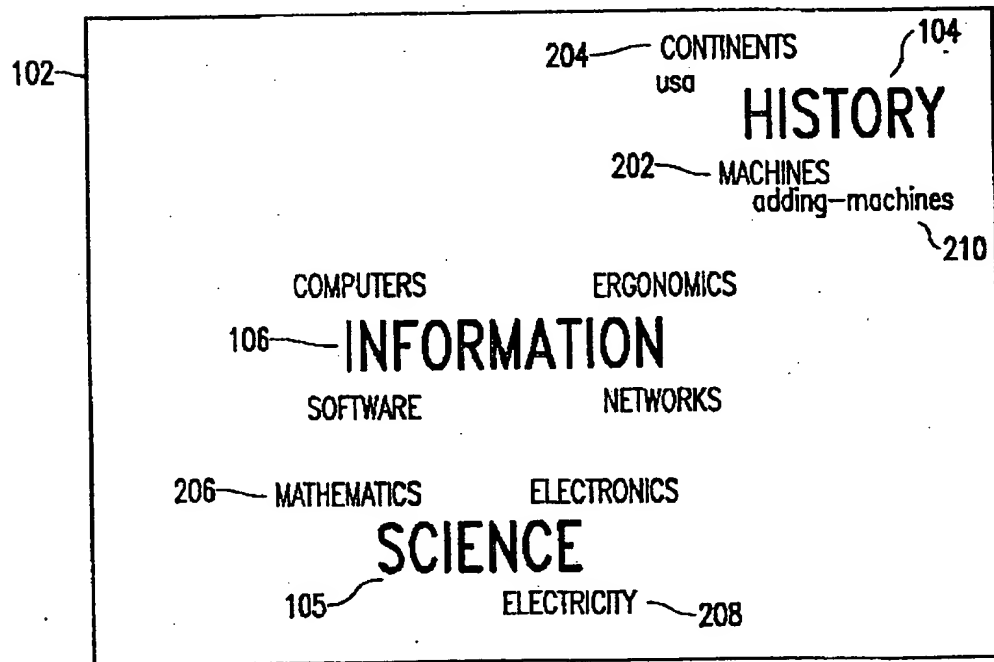 204 CONTINENTS 104
102 usa
HISTORY
202 MACHINES
adding-machines
210
COMPUTERS ERGONOMICS
106 INFORMATION
SOFTWARE NETWORKS
206 MATHEMATICS ELECTRONICS
SCIENCE
105 ELECTRICITY 208